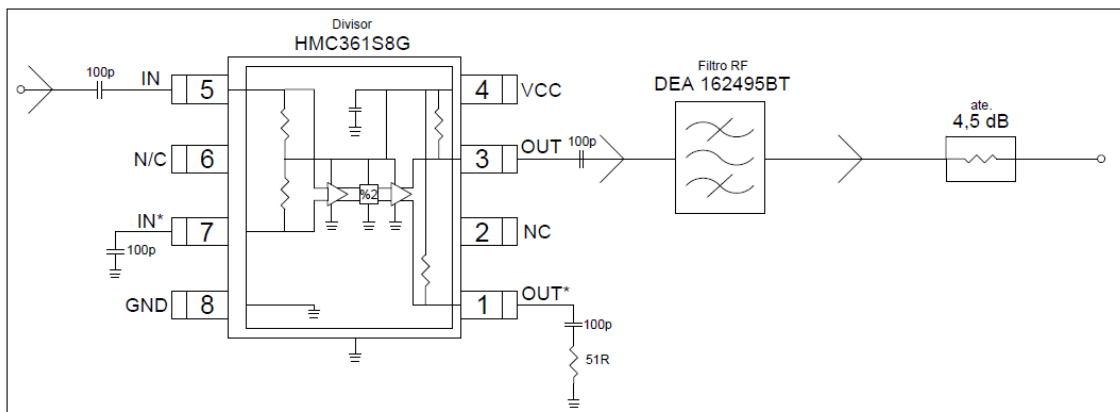 Divisor
HMC361S8G
100p
IN
5
4
VCC
N/C
6
3
OUT
100p
Filtro RF
DEA 162495BT
ate.
4,5 dB
%2
IN*
7
2
NC
100p
GND
8
1
OUT*
100p
51R